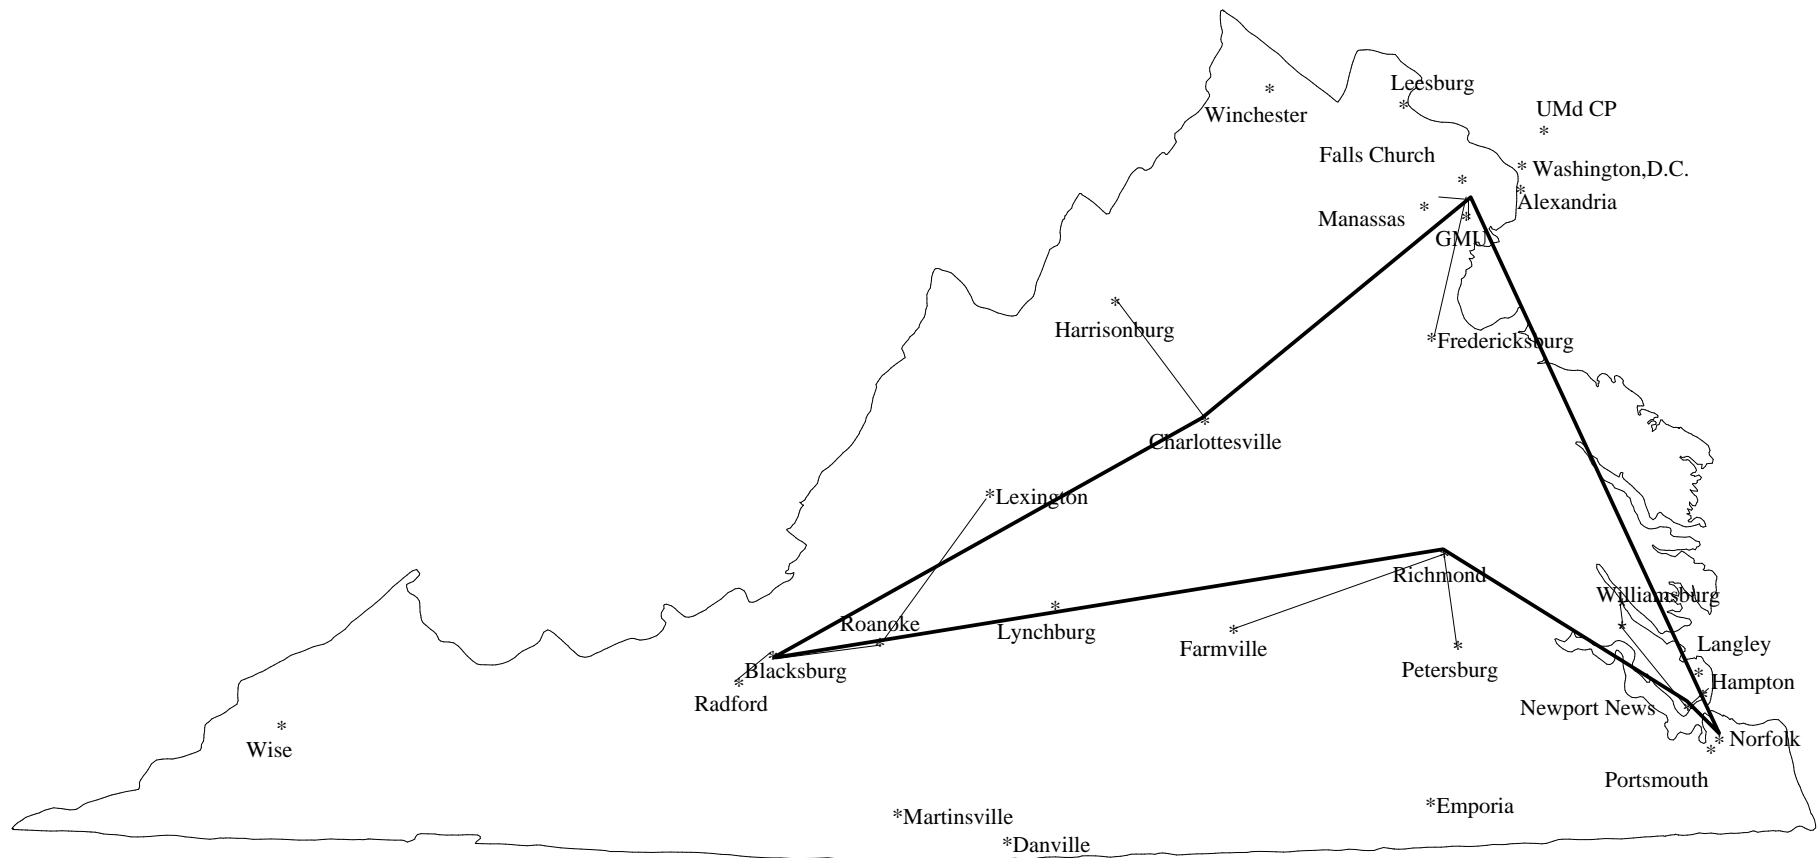 Leesburg
UMd CP
Winchester
Falls Church
Washington,D.C.
Alexandria
Manassas
GMU
Harrisonburg
Fredericksburg
Charlottesville
Lexington
Richmond
Williamsburg
Roanoke
Lynchburg
Farmville
Langley
Blacksburg
Petersburg
Hampton
Radford
Newport News
Norfolk
Wise
Portsmouth
Emporia
Martinsville
Danville